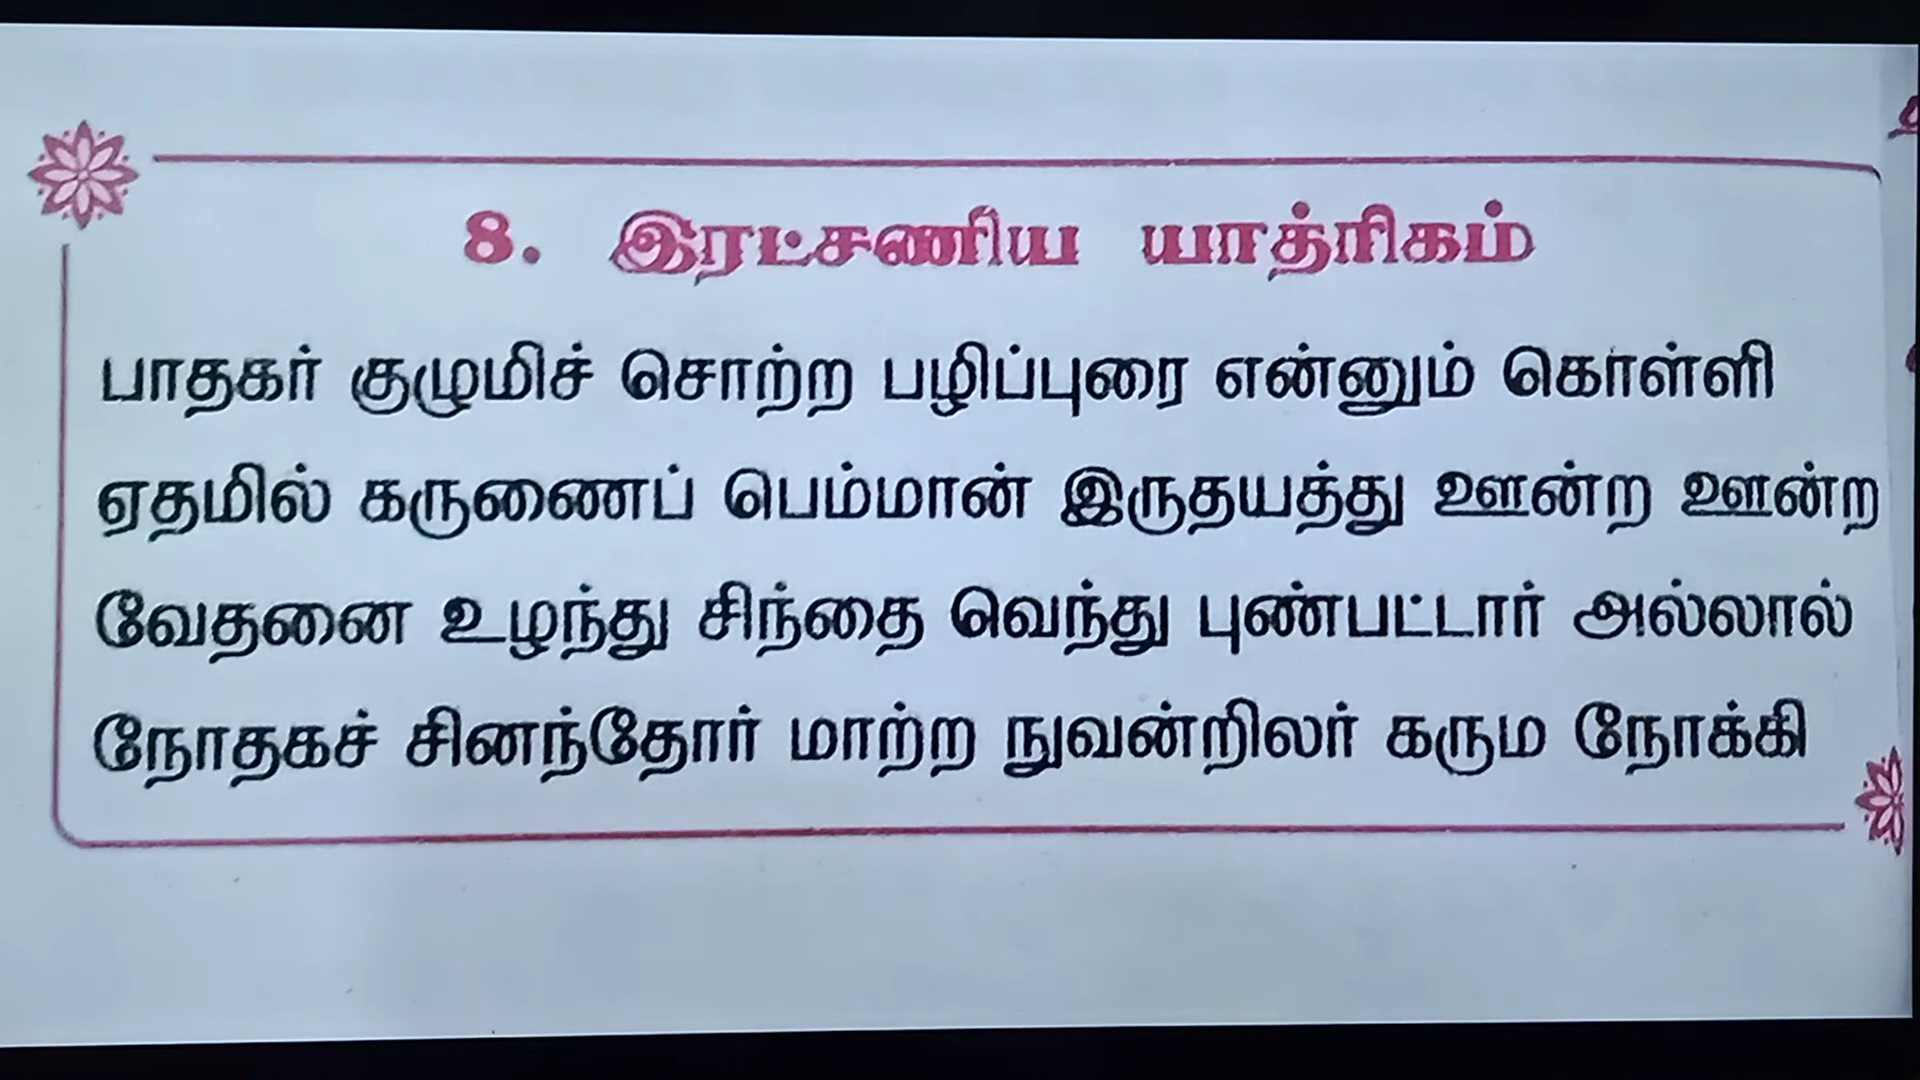 8. இரட்சணிய யாத்ரிகம்
பாதகர் குழுமிச் சொற்ற பழிப்புரை என்னும் கொள்ளி
ஏதமில் கருணைப் பெம்மான் இருதயத்து ஊன்ற ஊன்ற
வேதனை உழந்து சிந்தை வெந்து புண்பட்டார் அல்லால்
நோதகச் சினந்தோர் மாற்ற நுவன்றிலர் கரும நோக்கி